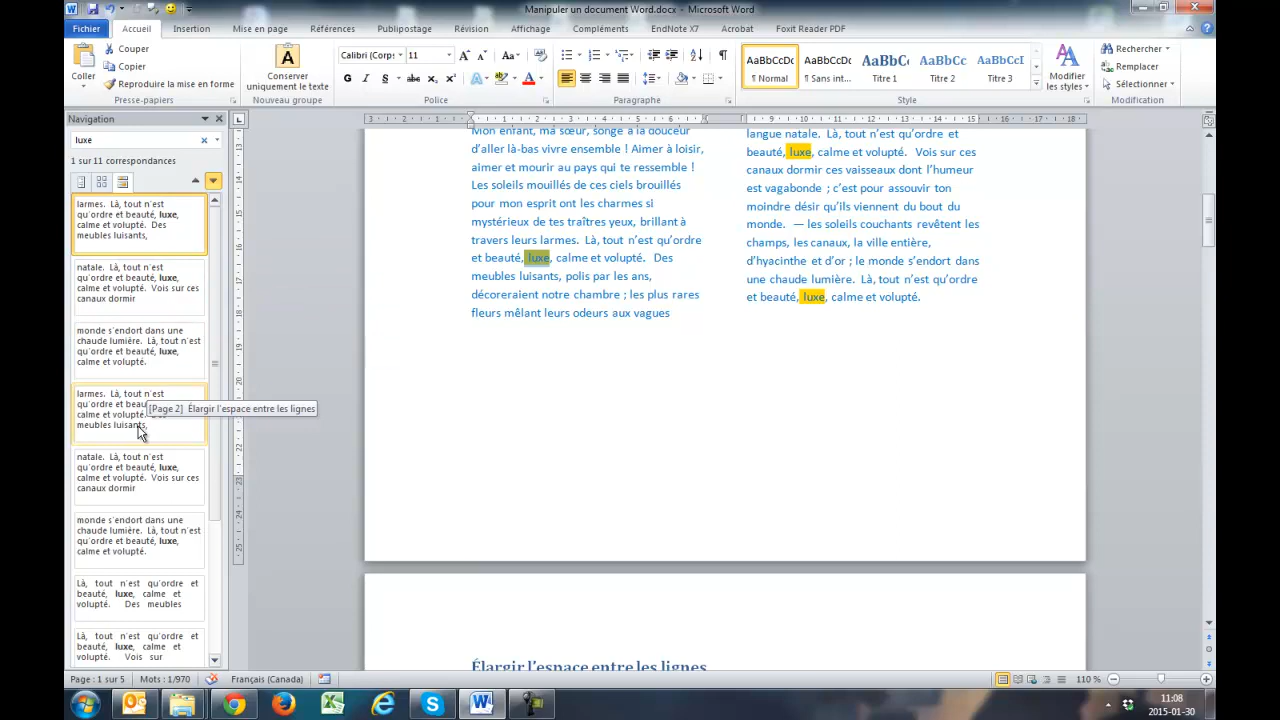 Manipuler un document Word.docx - Microsoft Word
Fichier
Accueil
Insertion
Mise en page
Références
Publipostage
Révision
Affichage
Compléments
EndNote X7
Acrobat
Foxit Reader PDF
Coller
Couper
Copier
Reproduire la mise en forme
Presse-papiers
Conserver
uniquement le texte
Nouveau groupe
Calibri (Corp: 11
G I S abc x₂ x²
Police
Paragraphe
AaBbCcDc AaBbCcDc AaBbC AaBbCc AaBbCcI
¶ Normal ¶ Sans int... Titre 1 Titre 2 Titre 3
Style
Modifier
les styles
Rechercher
Remplacer
Sélectionner
Modification
Navigation
luxe
1 sur 11 correspondances
larmes. Là, tout n'est
qu'ordre et beauté, luxe,
calme et volupté. Des
meubles luisants,
natale. Là, tout n'est
qu'ordre et beauté, luxe,
calme et volupté. Vois sur ces
canaux dormir
monde s'endort dans une
chaude lumière. Là, tout n'est
qu'ordre et beauté, luxe,
calme et volupté.
larmes. Là, tout n'est
qu'ordre et beau
calme et volupté.
meubles luisants,
[Page 2] Élargir l'espace entre les lignes
natale. Là, tout n'est
qu'ordre et beauté, luxe,
calme et volupté. Vois sur ces
canaux dormir
monde s'endort dans une
chaude lumière. Là, tout n'est
qu'ordre et beauté, luxe,
calme et volupté.
Là, tout n'est qu'ordre et
beauté, luxe, calme et
volupté. Des meubles
Là, tout n'est qu'ordre et
beauté, luxe, calme et
volupté. Vois sur
Mon enfant, ma sœur, songe à la douceur
d'aller là-bas vivre ensemble ! Aimer à loisir,
aimer et mourir au pays qui te ressemble !
Les soleils mouillés de ces ciels brouillés
pour mon esprit ont les charmes si
mystérieux de tes traîtres yeux, brillant à
travers leurs larmes. Là, tout n'est qu'ordre
et beauté, luxe, calme et volupté. Des
meubles luisants, polis par les ans,
décoreraient notre chambre ; les plus rares
fleurs mêlant leurs odeurs aux vagues
langue natale. Là, tout n'est qu'ordre et
beauté, luxe, calme et volupté. Vois sur ces
canaux dormir ces vaisseaux dont l'humeur
est vagabonde ; c'est pour assouvir ton
moindre désir qu'ils viennent du bout du
monde. — les soleils couchants revêtent les
champs, les canaux, la ville entière,
d'hyacinthe et d'or ; le monde s'endort dans
une chaude lumière. Là, tout n'est qu'ordre
et beauté, luxe, calme et volupté.
Élargir l'espace entre les lignes
Page : 1 sur 5
Mots : 1/970
Français (Canada)
110 %
11:08
2015-01-30